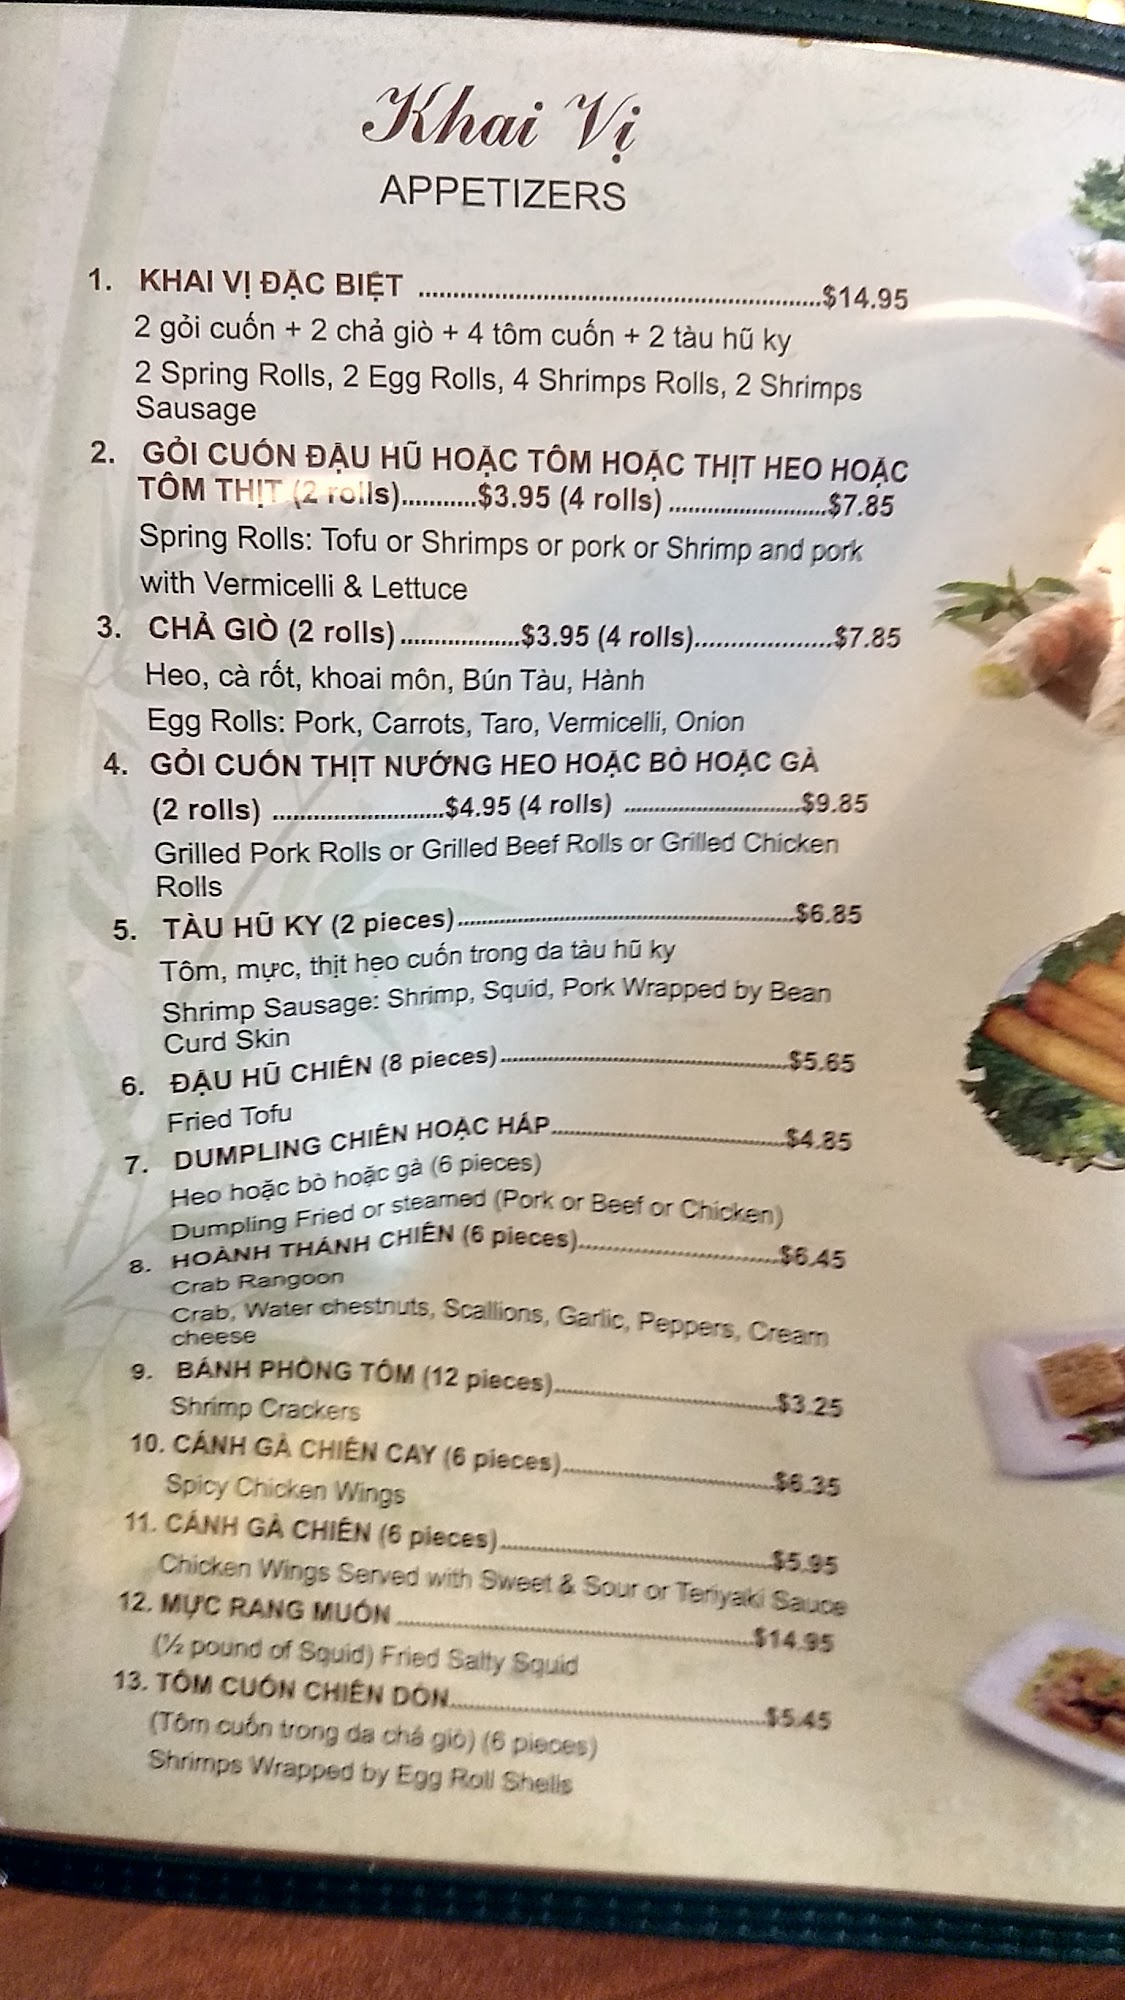 Khai Vị
APPETIZERS
1. KHAI VỊ ĐẶC BIỆT ........ $14.95
2 gỏi cuốn + 2 chả giò + 4 tôm cuốn + 2 tàu hũ ky
2 Spring Rolls, 2 Egg Rolls, 4 Shrimps Rolls, 2 Shrimps
Sausage
2. GỎI CUỐN ĐẬU HŨ HOẶC TÔM HOẶC THỊT HEO HOẶC
TÔM THỊT (2 rolls)...........$3.95 (4 rolls) ........$7.85
Spring Rolls: Tofu or Shrimps or pork or Shrimp and pork
with Vermicelli & Lettuce
3. CHẢ GIÒ (2 rolls) ........$3.95 (4 rolls)........$7.85
Heo, cà rốt, khoai môn, Bún Tàu, Hành
Egg Rolls: Pork, Carrots, Taro, Vermicelli, Onion
4. GỎI CUỐN THỊT NƯỚNG HEO HOẶC BÒ HOẶC GÀ
(2 rolls) ........$4.95 (4 rolls) ........$9.85
Grilled Pork Rolls or Grilled Beef Rolls or Grilled Chicken
Rolls
5. TÀU HŨ KY (2 pieces)........$6.85
Tôm, mực, thịt hẹo cuốn trong da tàu hũ ky
Shrimp Sausage: Shrimp, Squid, Pork Wrapped by Bean
Curd Skin
6. ĐẬU HŨ CHIÊN (8 pieces)........$5.65
Fried Tofu
7. DUMPLING CHIÊN HOẶC HẤP........$4.85
Heo hoặc bò hoặc gà (6 pieces)
Dumpling Fried or steamed (Pork or Beef or Chicken)
8. HOÀNH THÁNH CHIÊN (6 pieces)........$6.45
Crab Rangoon
Crab, Water chestnuts, Scallions, Garlic, Peppers, Cream
cheese
9. BÁNH PHỒNG TÔM (12 pieces)........$3.25
Shrimp Crackers
10. CÁNH GÀ CHIÊN CAY (6 pieces)........$6.35
Spicy Chicken Wings
11. CÁNH GÀ CHIÊN (6 pieces)........$5.95
Chicken Wings Served with Sweet & Sour or Teriyaki Sauce
12. MỰC RANG MUỐN ........$14.95
(½ pound of Squid) Fried Salty Squid
13. TÔM CUỐN CHIÊN DÒN........$5.45
(Tôm cuốn trong da chả giò) (6 pieces)
Shrimps Wrapped by Egg Roll Shells